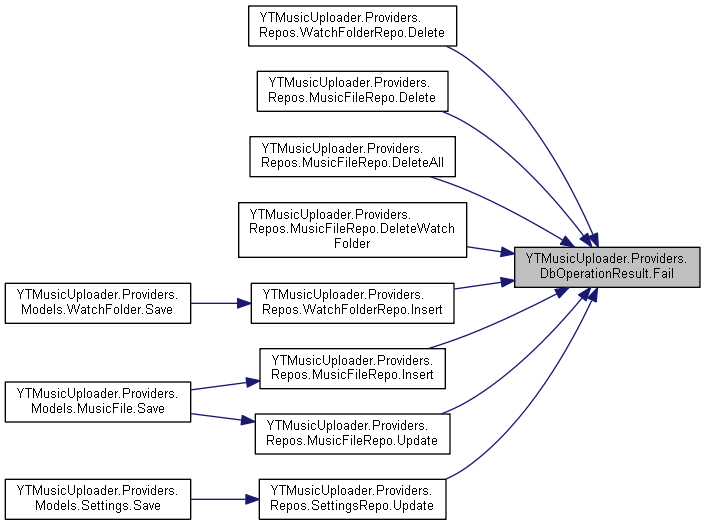 YTMusicUploader.Providers.
Repos.WatchFolderRepo.Delete
YTMusicUploader.Providers.
Repos.MusicFileRepo.Delete
YTMusicUploader.Providers.
Repos.MusicFileRepo.DeleteAll
YTMusicUploader.Providers.
Repos.MusicFileRepo.DeleteWatch
Folder
YTMusicUploader.Providers.
DbOperationResult.Fail
YTMusicUploader.Providers.
Models.WatchFolder.Save
YTMusicUploader.Providers.
Repos.WatchFolderRepo.Insert
YTMusicUploader.Providers.
Repos.MusicFileRepo.Insert
YTMusicUploader.Providers.
Models.MusicFile.Save
YTMusicUploader.Providers.
Repos.MusicFileRepo.Update
YTMusicUploader.Providers.
Models.Settings.Save
YTMusicUploader.Providers.
Repos.SettingsRepo.Update